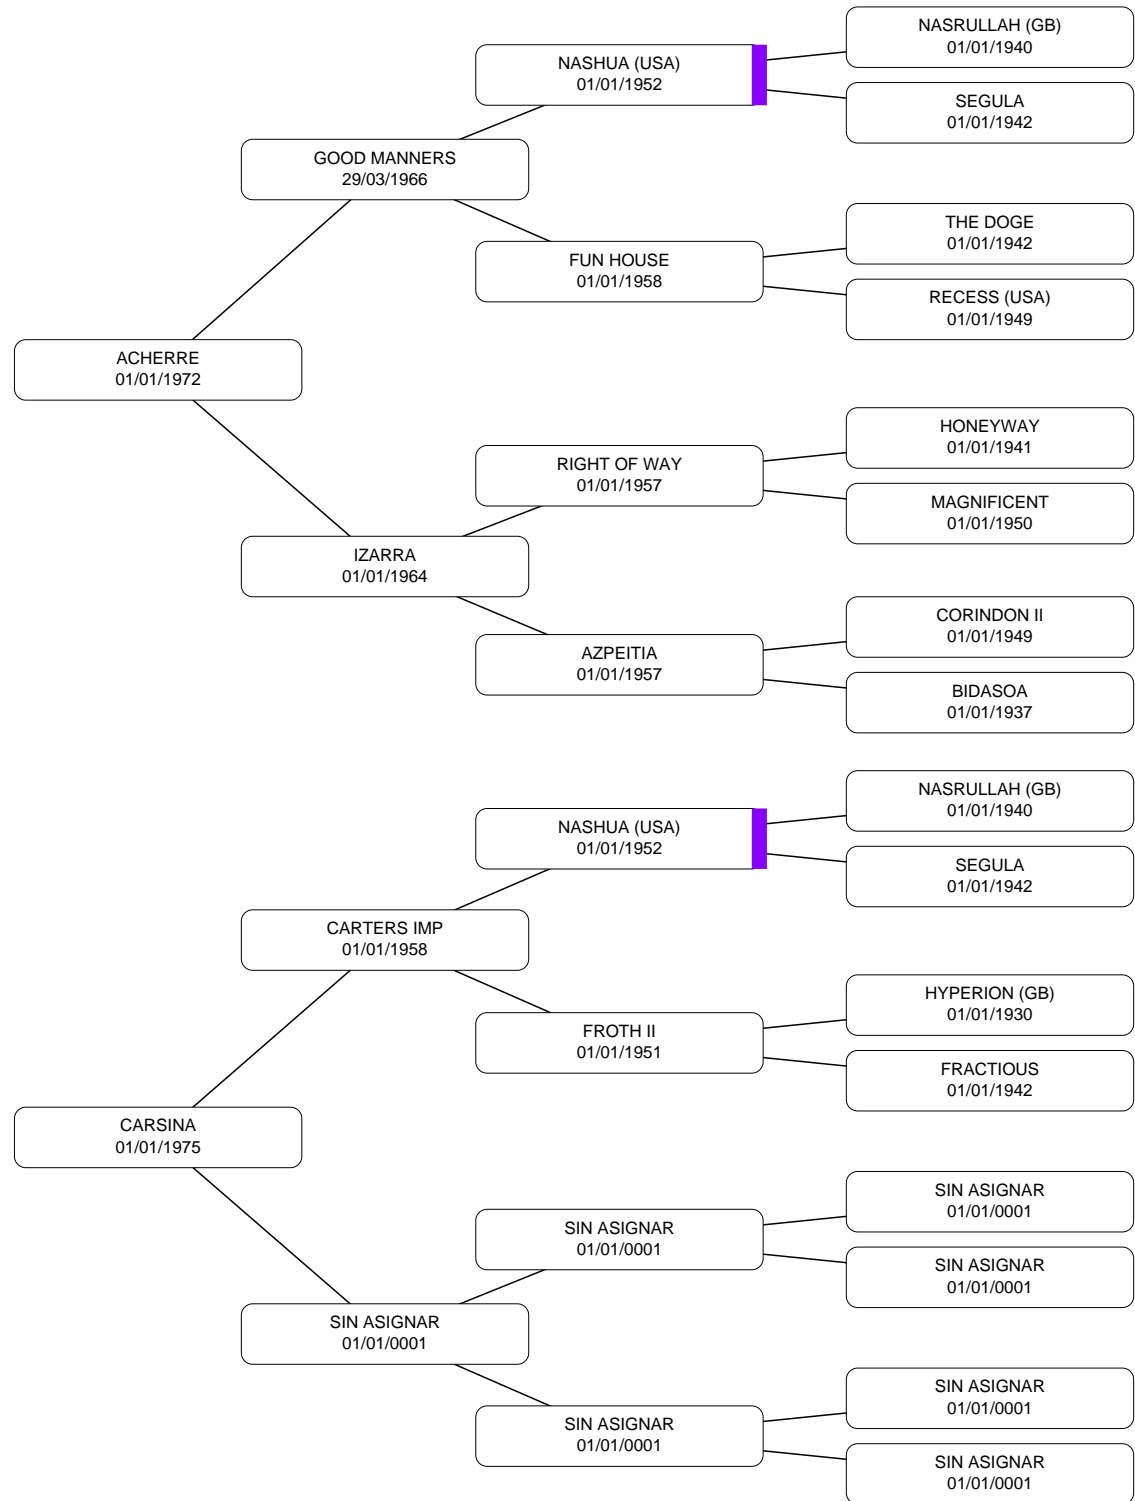 NASRULLAH (GB)
01/01/1940
NASHUA (USA)
01/01/1952
SEGULA
01/01/1942
GOOD MANNERS
29/03/1966
THE DOGE
01/01/1942
FUN HOUSE
01/01/1958
RECESS (USA)
01/01/1949
ACHERRE
01/01/1972
HONEYWAY
01/01/1941
RIGHT OF WAY
01/01/1957
MAGNIFICENT
01/01/1950
IZARRA
01/01/1964
CORINDON II
01/01/1949
AZPEITIA
01/01/1957
BIDASOA
01/01/1937
NASRULLAH (GB)
01/01/1940
NASHUA (USA)
01/01/1952
SEGULA
01/01/1942
CARTERS IMP
01/01/1958
HYPERION (GB)
01/01/1930
FROTH II
01/01/1951
FRACTIOUS
01/01/1942
CARSINA
01/01/1975
SIN ASIGNAR
01/01/0001
SIN ASIGNAR
01/01/0001
SIN ASIGNAR
01/01/0001
SIN ASIGNAR
01/01/0001
SIN ASIGNAR
01/01/0001
SIN ASIGNAR
01/01/0001
SIN ASIGNAR
01/01/0001